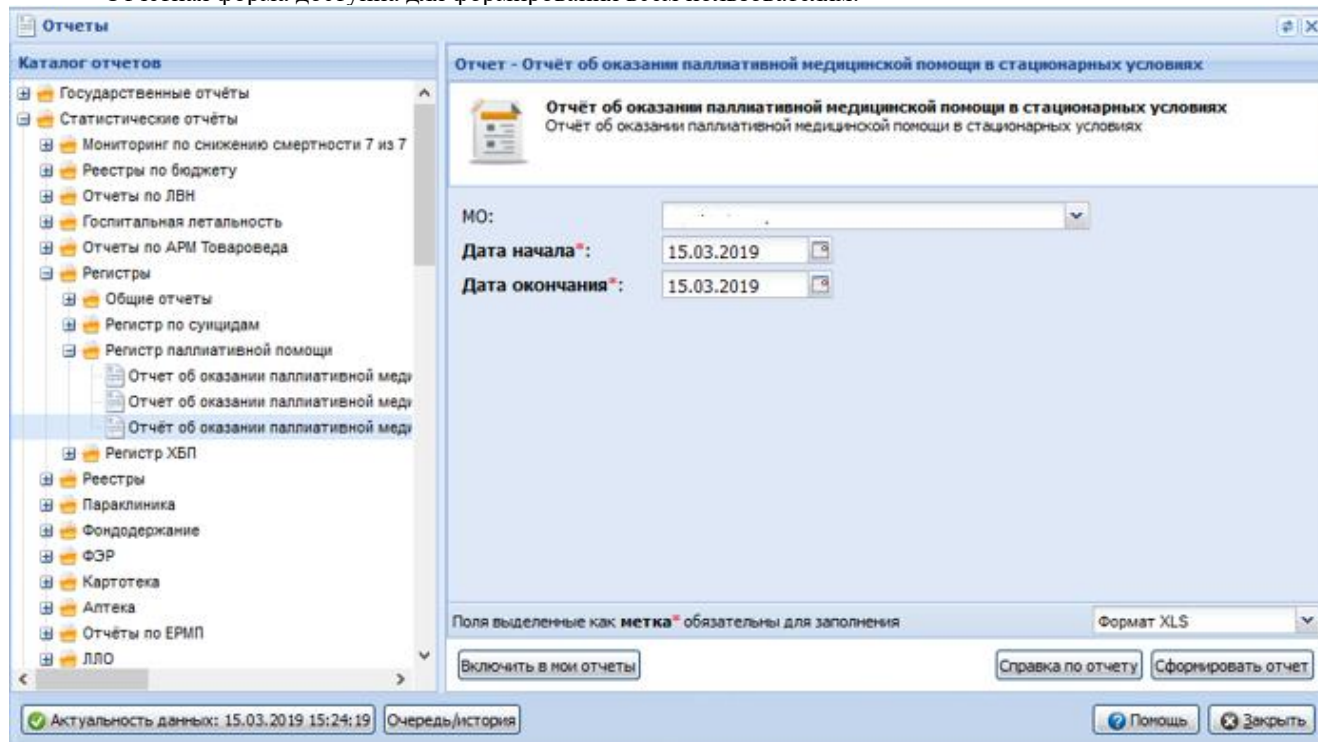 Отчеты
Каталог отчетов
Государственные отчёты
Статистические отчёты
Мониторинг по снижению смертности 7 из 7
Реестры по бюджету
Отчеты по ЛВН
Госпитальная летальность
Отчеты по АРМ Товароведа
Регистры
Общие отчеты
Регистр по суицидам
Регистр паллиативной помощи
Отчет об оказании паллиативной меди
Отчет об оказании паллиативной меди
Отчёт об оказании паллиативной меди
Регистр ХБП
Реестры
Параклиника
Фондодержание
ФЭР
Картотека
Аптека
Отчёты по ЕРМП
ЛЛО
Отчет - Отчёт об оказании паллиативной медицинской помощи в стационарных условиях
Отчёт об оказании паллиативной медицинской помощи в стационарных условиях
Отчёт об оказании паллиативной медицинской помощи в стационарных условиях
МО:
Дата начала*: 15.03.2019
Дата окончания*: 15.03.2019
Поля выделенные как метка* обязательны для заполнения
Формат XLS
Включить в мои отчеты
Справка по отчету
Сформировать отчет
Актуальность данных: 15.03.2019 15:24:19
Очередь/история
Помощь
Закрыть